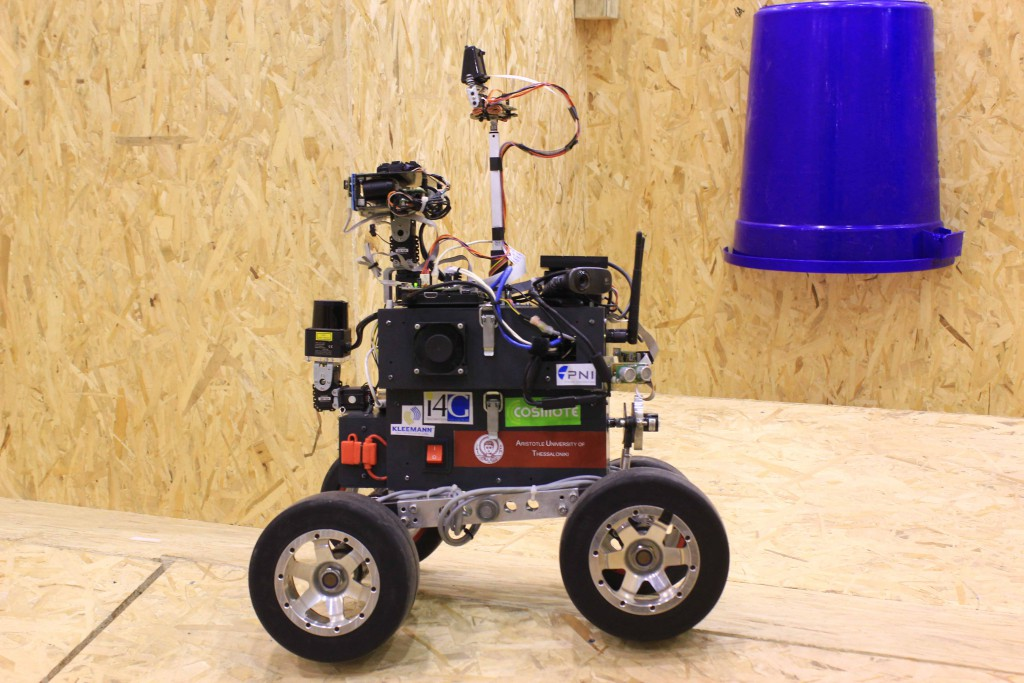 PNI
i4G
COSMOTE
KLEEMANN
ARISTOTLE UNIVERSITY OF
THESSALONIKI